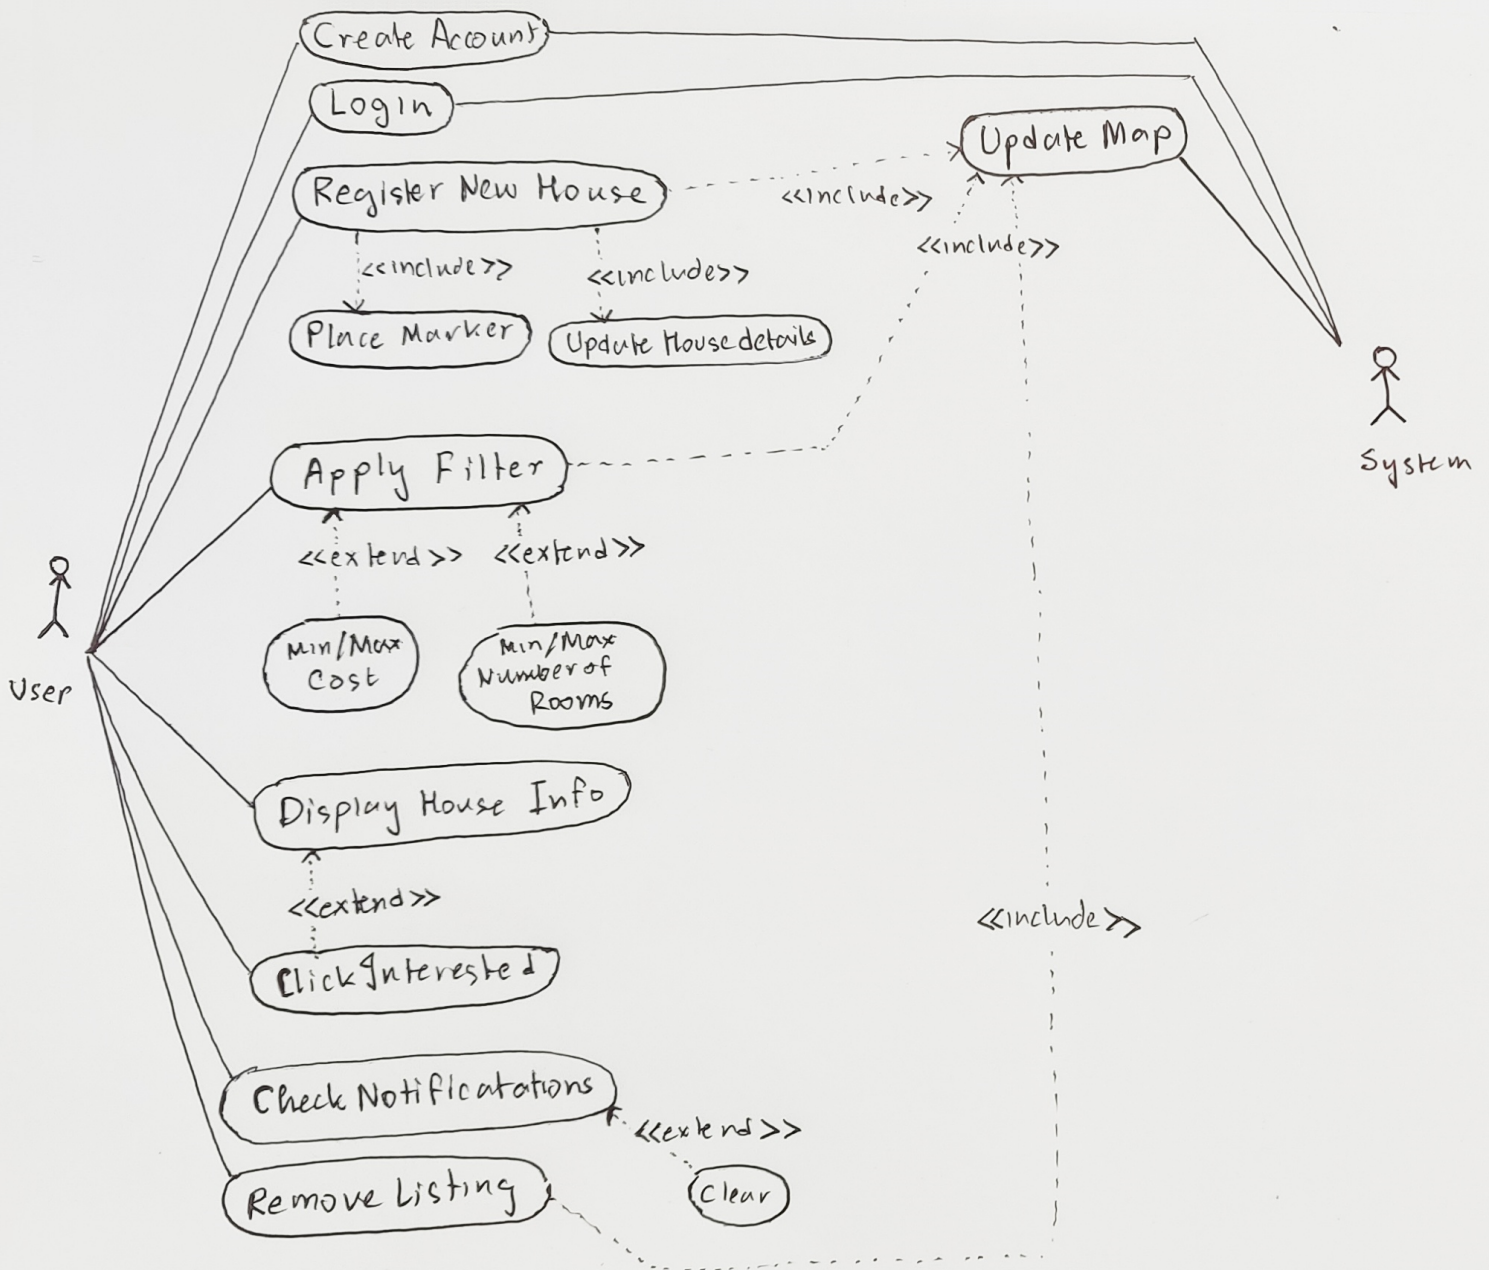 Create Account
Login
Update Map
Register New House
<<include>>
<<include>>
<<include>>
<<include>>
Place Marker
Update House details
System
Apply Filter
<<extend>>
<<extend>>
Min/Max
Cost
Min/Max
Number of
Rooms
User
Display House Info
<<extend>>
<<include>>
Click Interested
Check Notificatations
<<extend>>
Remove Listing
Clear